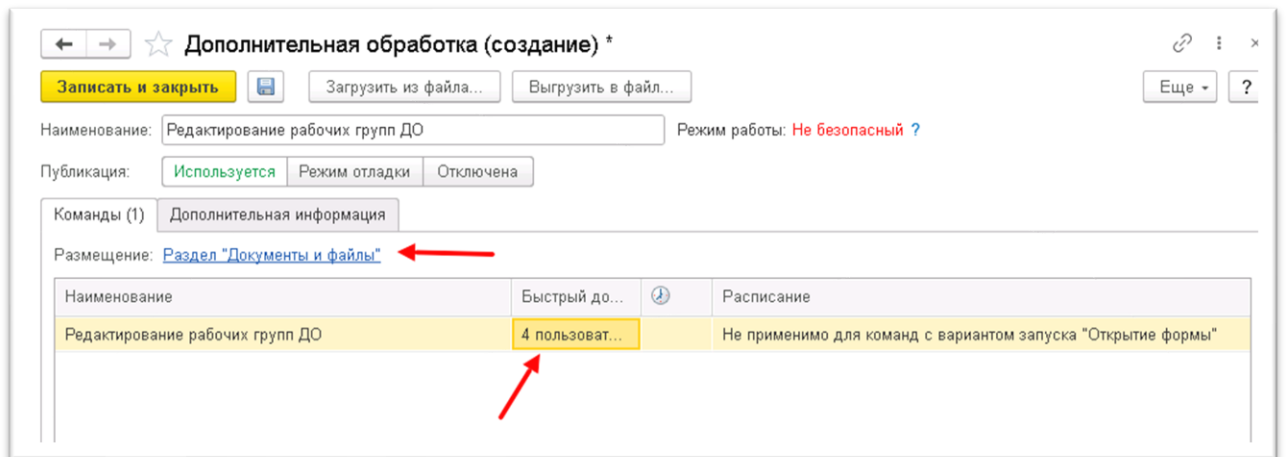 Дополнительная обработка (создание) *
Записать и закрыть Загрузить из файла... Выгрузить в файл... Еще ?
Наименование: Редактирование рабочих групп ДО Режим работы: Не безопасный ?
Публикация: Используется Режим отладки Отключена
Команды (1) Дополнительная информация
Размещение: Раздел "Документы и файлы"
Наименование Быстрый до... Расписание
Редактирование рабочих групп ДО 4 пользоват... Не применимо для команд с вариантом запуска "Открытие формы"